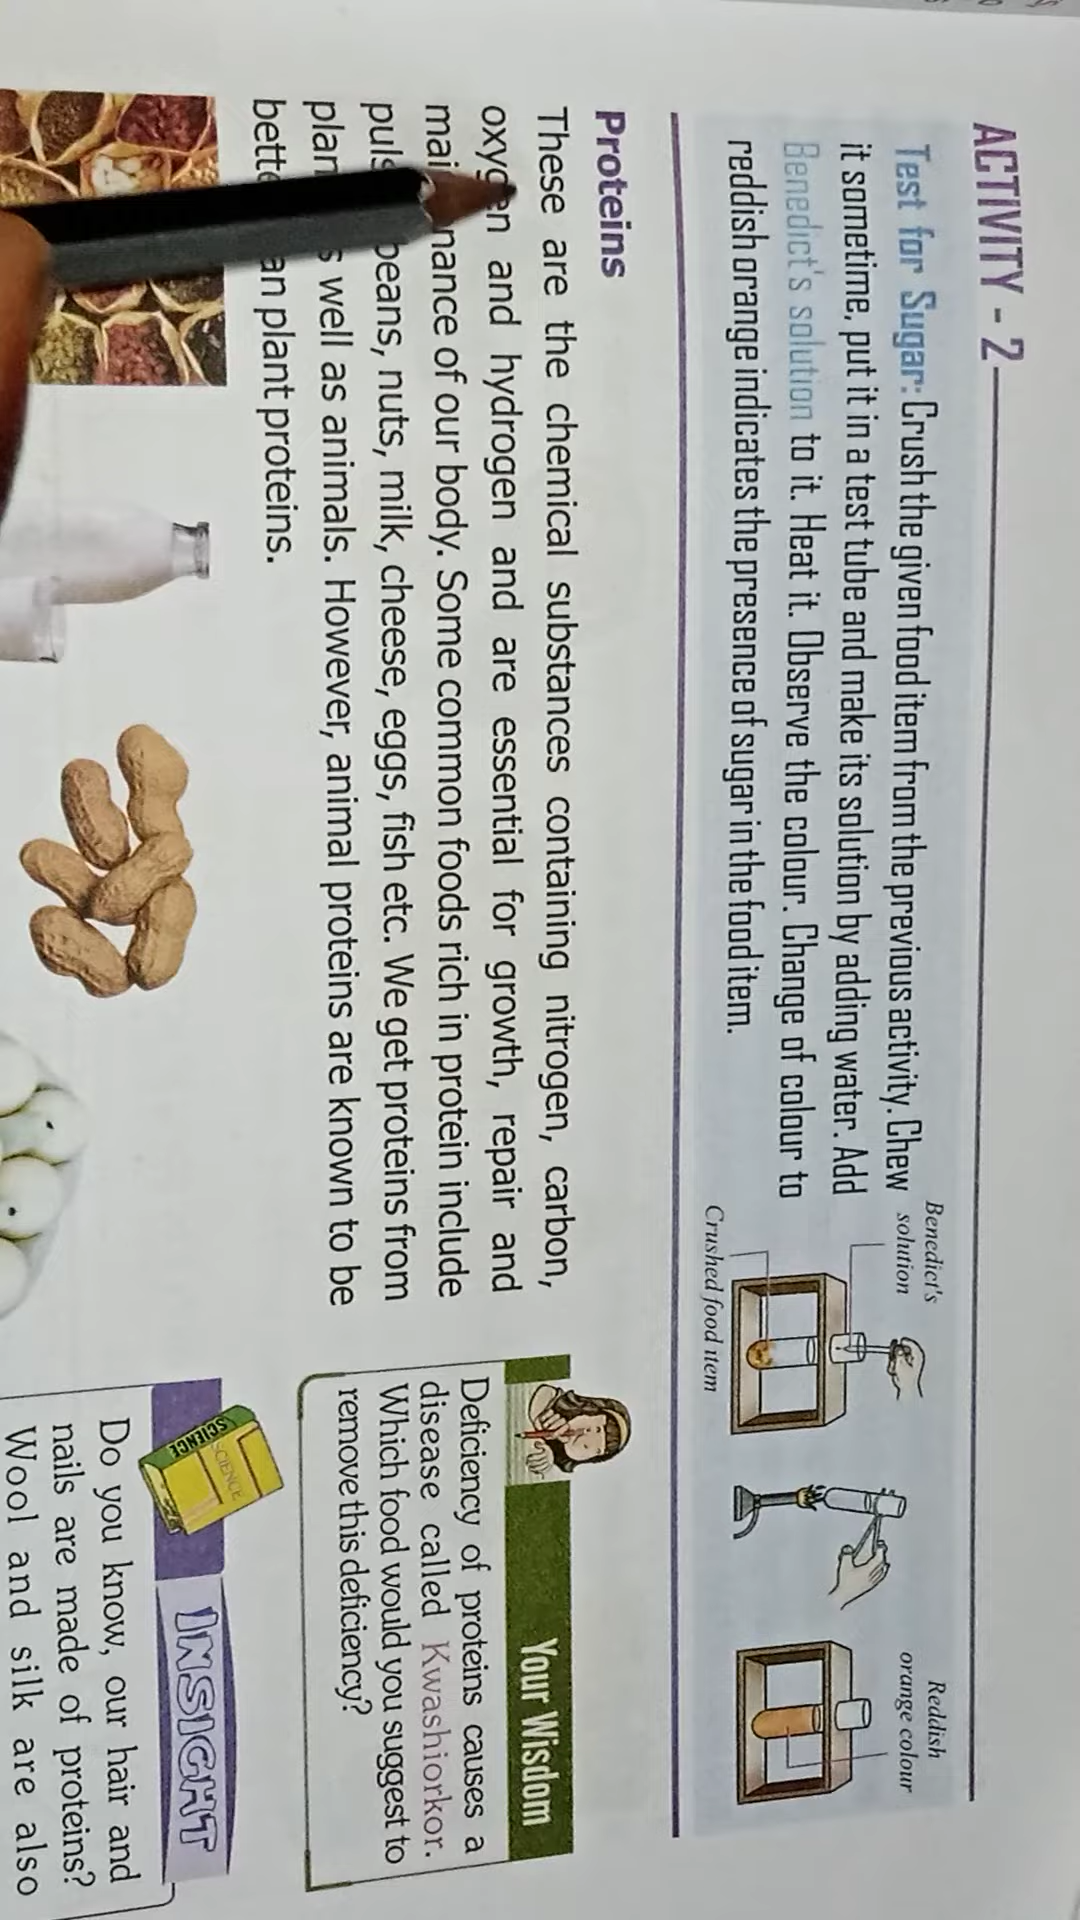 ACTIVITY - 2
Test for Sugar: Crush the given food item from the previous activity. Chew
it sometime, put it in a test tube and make its solution by adding water. Add
Benedict's solution to it. Heat it. Observe the colour. Change of colour to
reddish orange indicates the presence of sugar in the food item.
Benedict's
solution
Crushed food item
Reddish
orange colour
Proteins
These are the chemical substances containing nitrogen, carbon,
oxygen and hydrogen and are essential for growth, repair and
nance of our body. Some common foods rich in protein include
beans, nuts, milk, cheese, eggs, fish etc. We get proteins from
well as animals. However, animal proteins are known to be
plant proteins.
Your Wisdom
Deficiency of proteins causes a
disease called Kwashiorkor.
Which food would you suggest to
remove this deficiency?
SCIENCE
SCIENCE
INSIGHT
Do you know, our hair and
nails are made of proteins?
Wool and silk are also